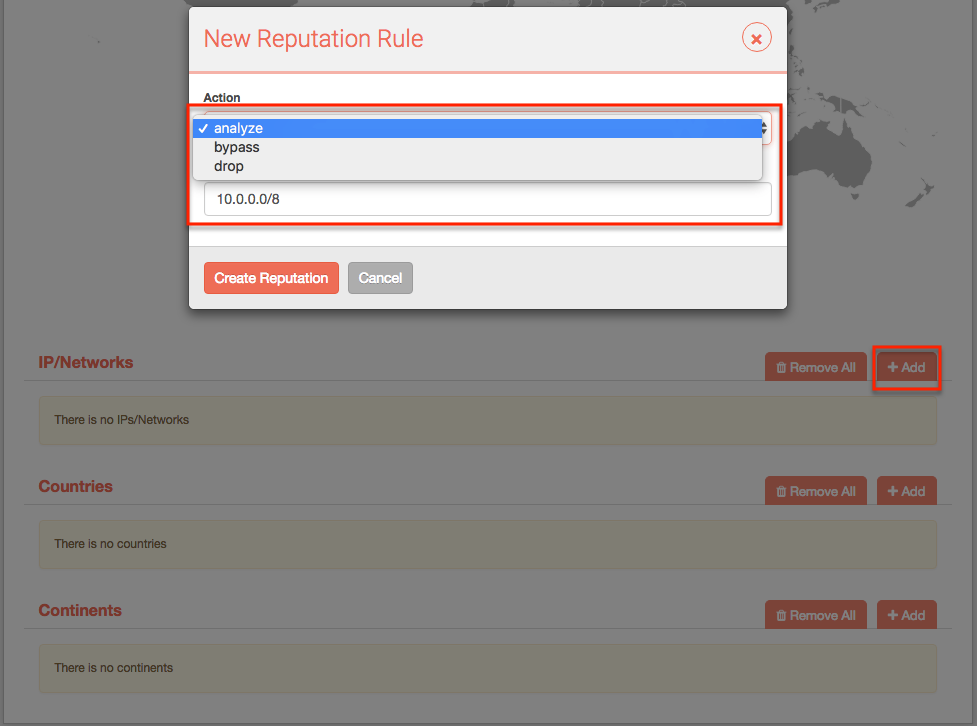 New Reputation Rule
Action
analyze
bypass
drop
10.0.0.0/8
Create Reputation Cancel
IP/Networks Remove All Add
There is no IPs/Networks
Countries Remove All Add
There is no countries
Continents Remove All Add
There is no continents